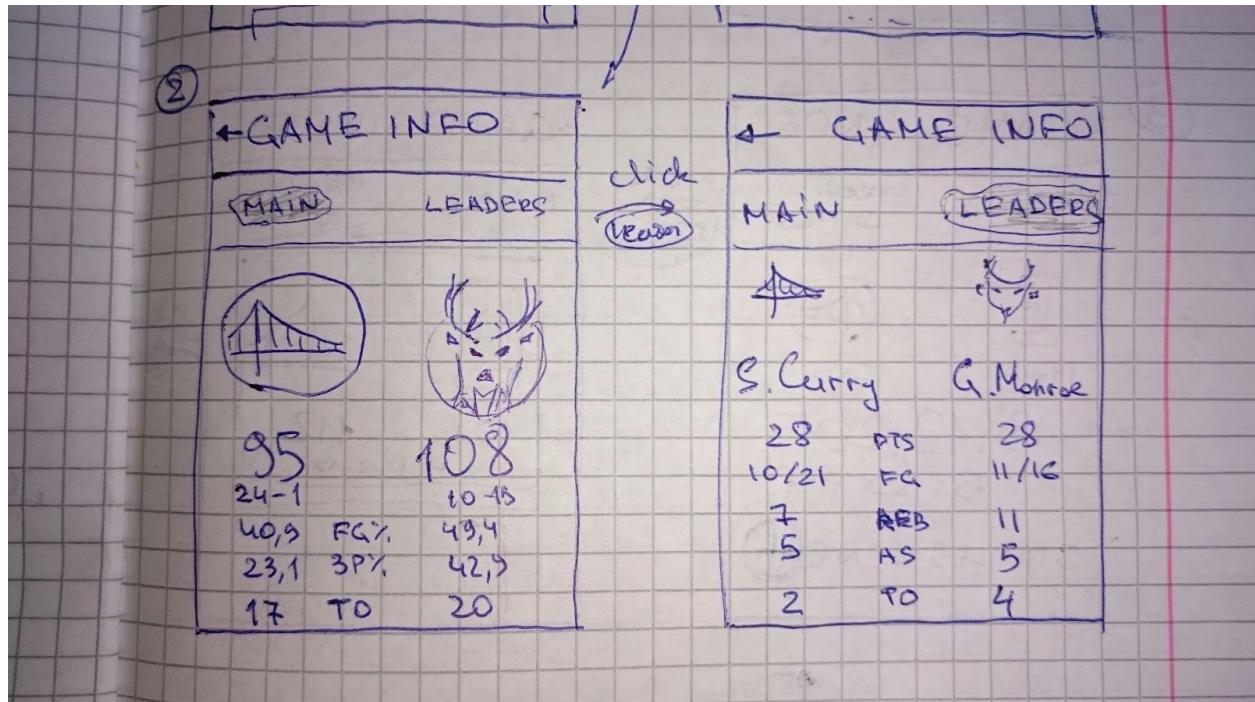 2
←GAME INFO
MAIN LEADERS
95 108
24-1 10-15
40,9 FG% 49,4
23,1 3P% 42,9
17 TO 20
click
← GAME INFO
MAIN LEADERS
S. Curry G. Monroe
28 PTS 28
10/21 FG 11/16
7 REB 11
5 AS 5
2 TO 4